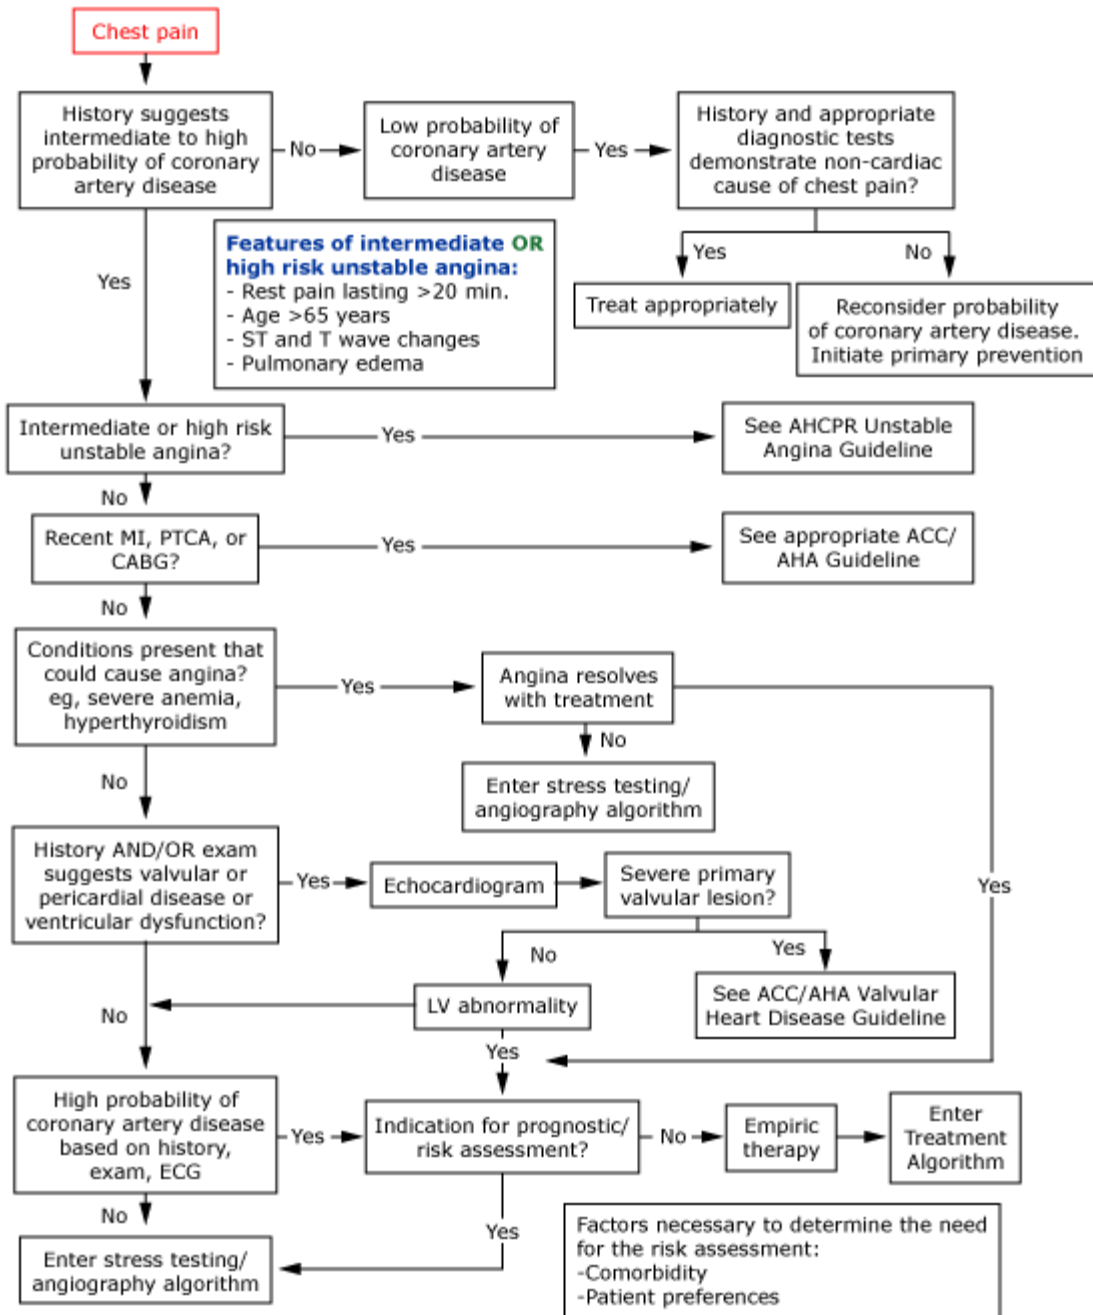 Chest pain
History suggests
intermediate to high
probability of coronary
artery disease
No
Low probability of
coronary artery
disease
Yes
History and appropriate
diagnostic tests
demonstrate non-cardiac
cause of chest pain?
Yes
Features of intermediate OR
high risk unstable angina:
- Rest pain lasting >20 min.
- Age >65 years
- ST and T wave changes
- Pulmonary edema
Yes
No
Treat appropriately
Reconsider probability
of coronary artery disease.
Initiate primary prevention
Intermediate or high risk
unstable angina?
Yes
See AHCPR Unstable
Angina Guideline
No
Recent MI, PTCA, or
CABG?
Yes
See appropriate ACC/
AHA Guideline
No
Conditions present that
could cause angina?
eg, severe anemia,
hyperthyroidism
Yes
Angina resolves
with treatment
No
Enter stress testing/
angiography algorithm
Yes
No
History AND/OR exam
suggests valvular or
pericardial disease or
ventricular dysfunction?
Yes
Echocardiogram
Severe primary
valvular lesion?
No
Yes
LV abnormality
See ACC/AHA Valvular
Heart Disease Guideline
No
Yes
High probability of
coronary artery disease
based on history,
exam, ECG
Yes
Indication for prognostic/
risk assessment?
No
Empiric
therapy
Enter
Treatment
Algorithm
No
Yes
Enter stress testing/
angiography algorithm
Factors necessary to determine the need
for the risk assessment:
-Comorbidity
-Patient preferences